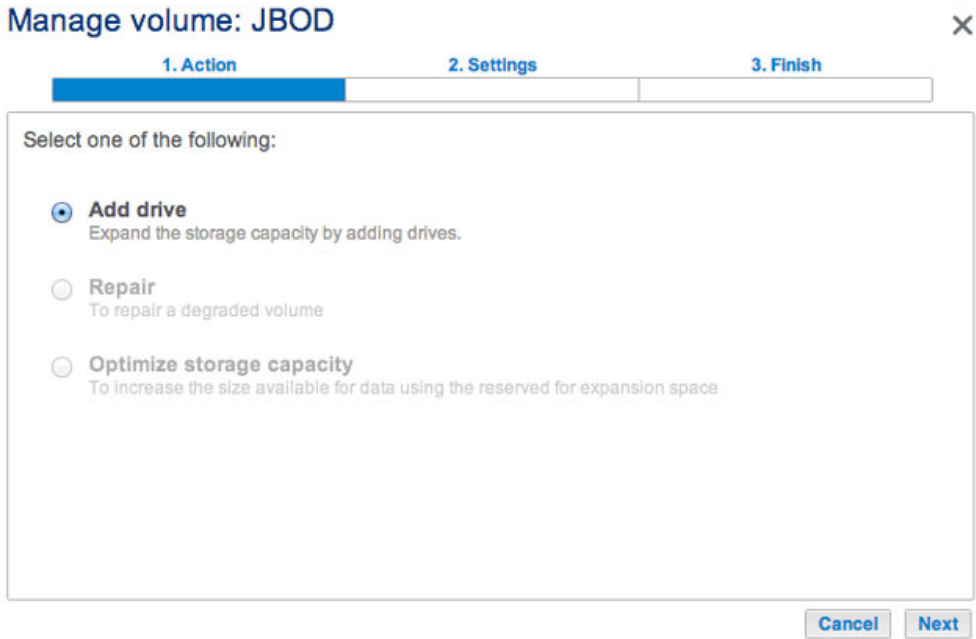 Manage volume: JBOD
1. Action
2. Settings
3. Finish
Select one of the following:
Add drive
Expand the storage capacity by adding drives.
Repair
To repair a degraded volume
Optimize storage capacity
To increase the size available for data using the reserved for expansion space
Cancel
Next